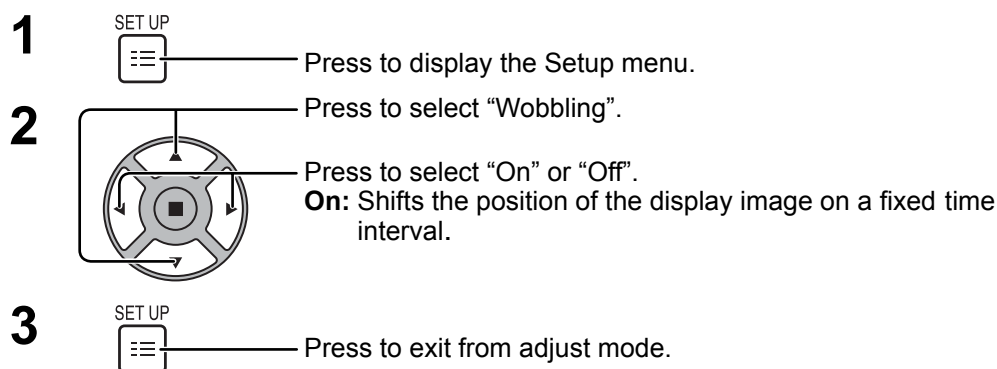 1
SET UP
Press to display the Setup menu.
2
Press to select “Wobbling”.
Press to select “On” or “Off”.
On: Shifts the position of the display image on a fixed time
interval.
3
SET UP
Press to exit from adjust mode.